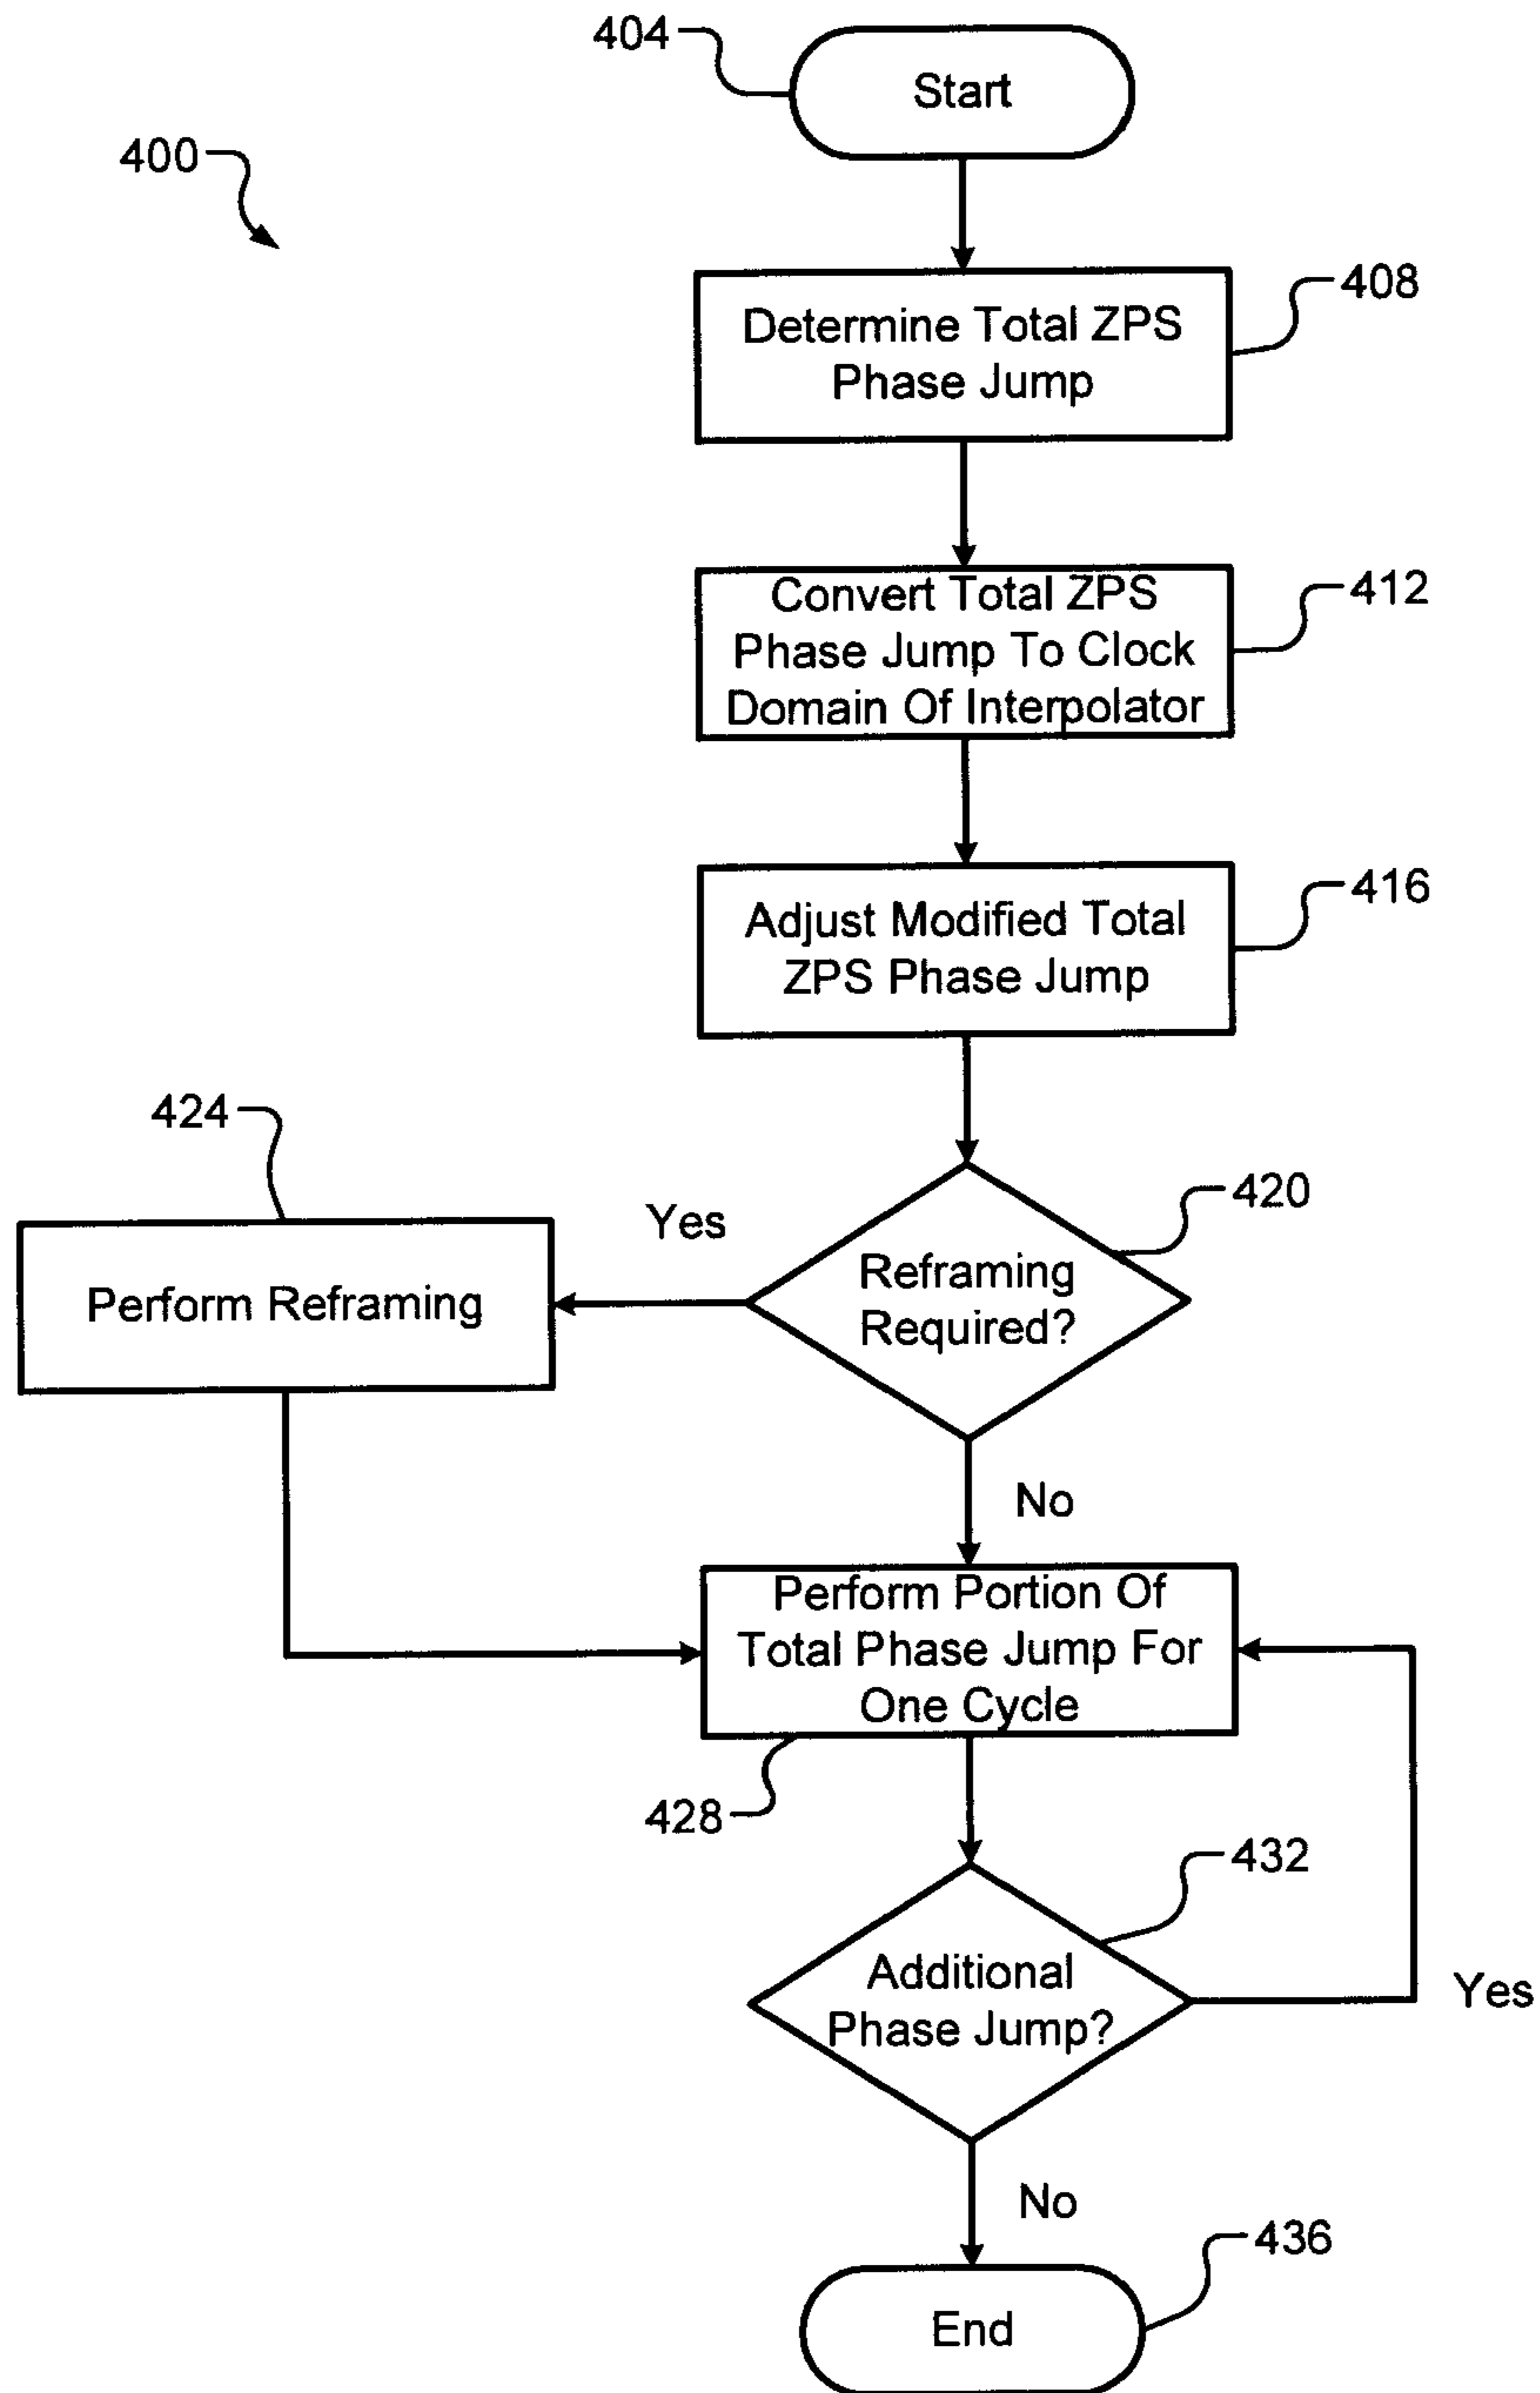 404
Start
400
408
Determine Total ZPS
Phase Jump
412
Convert Total ZPS
Phase Jump To Clock
Domain Of Interpolator
416
Adjust Modified Total
ZPS Phase Jump
424
420
Yes
Reframing
Required?
Perform Reframing
No
Perform Portion Of
Total Phase Jump For
One Cycle
428
432
Additional
Phase Jump?
Yes
No
436
End